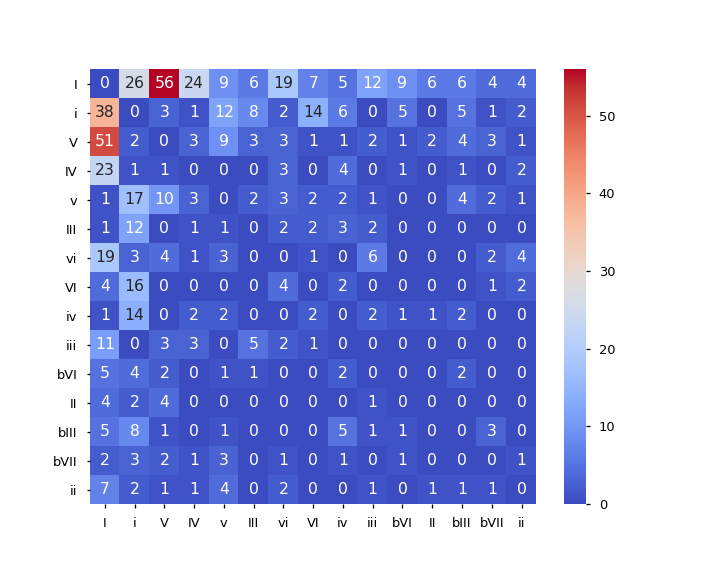 I 0 26 56 24 9 6 19 7 5 12 9 6 6 4 4
i 38 0 3 1 12 8 2 14 6 0 5 0 5 1 2
V 51 2 0 3 9 3 3 1 1 2 1 2 4 3 1
IV 23 1 1 0 0 0 3 0 4 0 1 0 1 0 2
v 1 17 10 3 0 2 3 2 2 1 0 0 4 2 1
III 1 12 0 1 1 0 2 2 3 2 0 0 0 0 0
vi 19 3 4 1 3 0 0 1 0 6 0 0 0 2 4
VI 4 16 0 0 0 0 4 0 2 0 0 0 0 1 2
iv 1 14 0 2 2 0 0 2 0 2 1 1 2 0 0
iii 11 0 3 3 0 5 2 1 0 0 0 0 0 0 0
bVI 5 4 2 0 1 1 0 0 2 0 0 0 2 0 0
II 4 2 4 0 0 0 0 0 0 1 0 0 0 0 0
bIII 5 8 1 0 1 0 0 0 5 1 1 0 0 3 0
bVII 2 3 2 1 3 0 1 0 1 0 1 0 0 0 1
ii 7 2 1 1 4 0 2 0 0 1 0 1 1 1 0
I i V IV v III vi VI iv iii bVI II bIII bVII ii
50
40
30
20
10
0